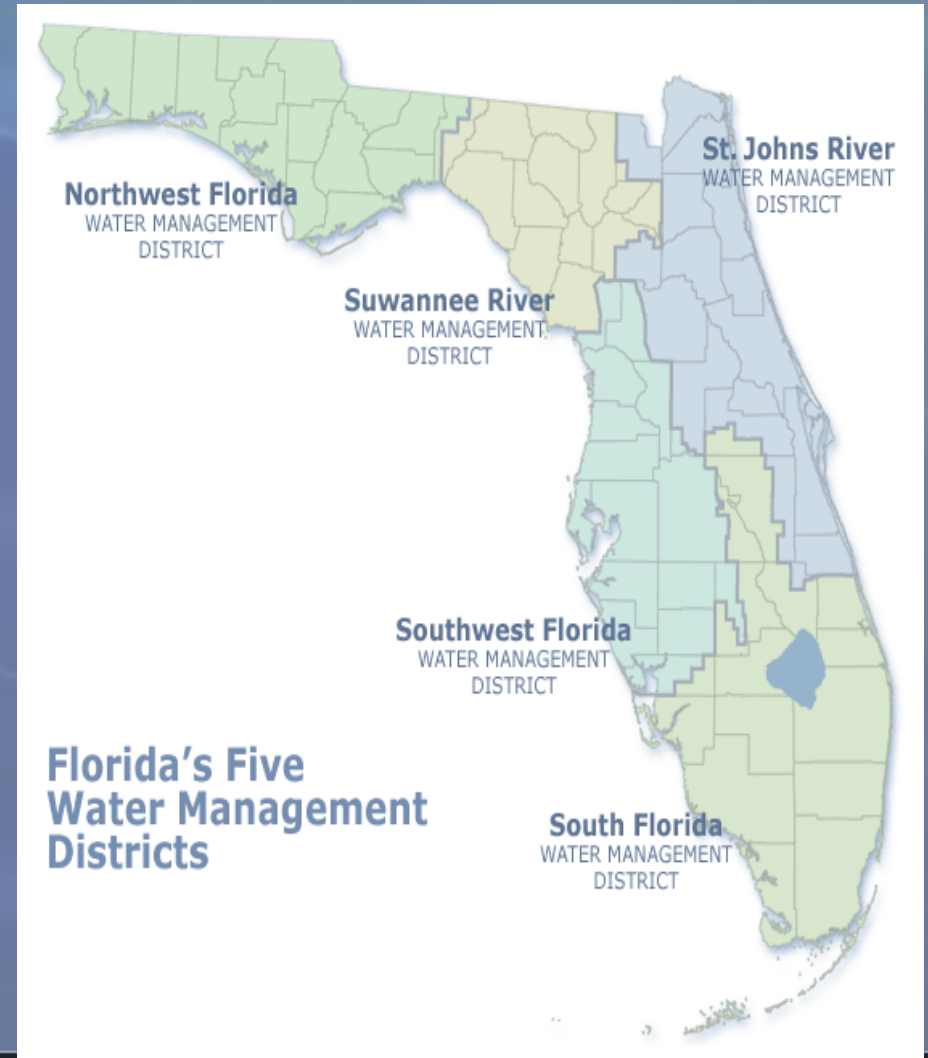 St. Johns River
WATER MANAGEMENT
DISTRICT
Northwest Florida
WATER MANAGEMENT
DISTRICT
Suwannee River
WATER MANAGEMENT
DISTRICT
Southwest Florida
WATER MANAGEMENT
DISTRICT
Florida's Five
Water Management
Districts
South Florida
WATER MANAGEMENT
DISTRICT